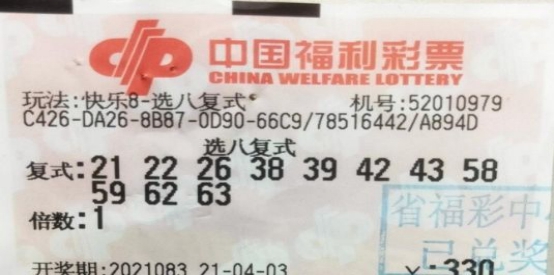 中国福利彩票
CHINA WELFARE LOTTERY
玩法:快乐8-选八复式 机号:52010979
C426-DA26-8B87-0D90-66C9/78516442/A894D
选八复式
复式:21 22 26 38 39 42 43 58
59 62 63
倍数:1
省福彩中
已兑奖
开奖期:2021083 21-04-03 ¥:330